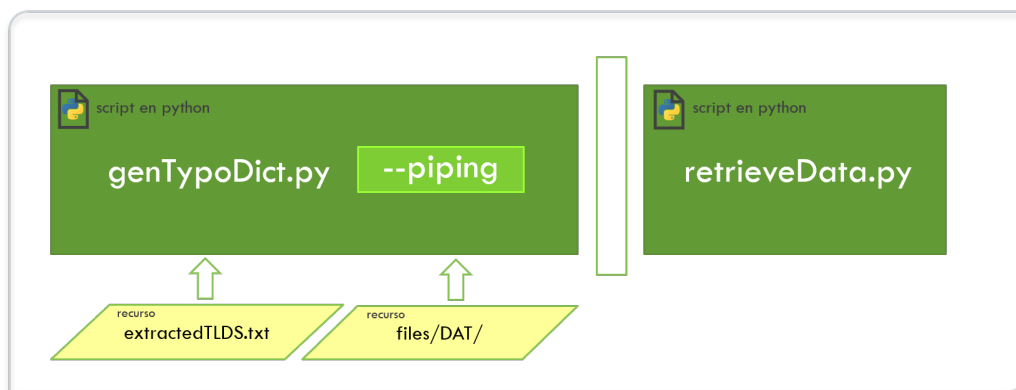 script en python
genTypoDict.py
--piping
script en python
retrieveData.py
recurso
extractedTLDS.txt
recurso
files/DAT/